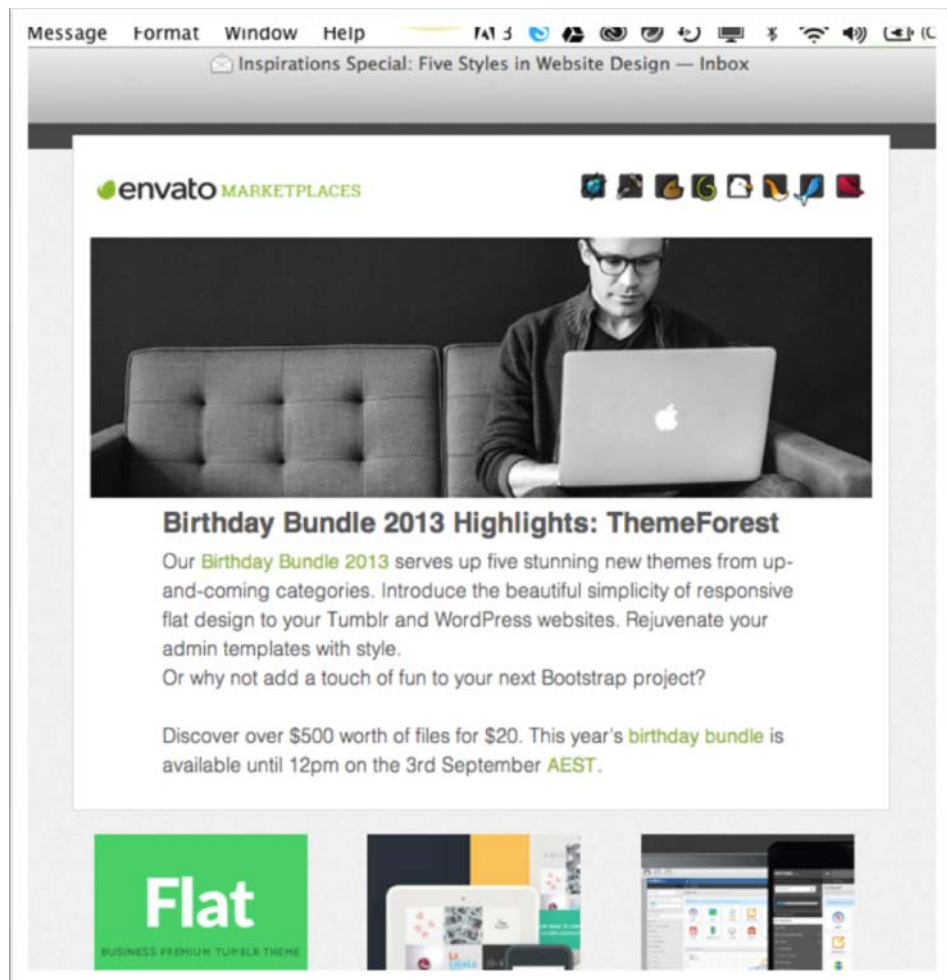 Message Format Window Help
Inspirations Special: Five Styles in Website Design — Inbox
envato MARKETPLACES
Birthday Bundle 2013 Highlights: ThemeForest
Our Birthday Bundle 2013 serves up five stunning new themes from up-
and-coming categories. Introduce the beautiful simplicity of responsive
flat design to your Tumblr and WordPress websites. Rejuvenate your
admin templates with style.
Or why not add a touch of fun to your next Bootstrap project?
Discover over $500 worth of files for $20. This year's birthday bundle is
available until 12pm on the 3rd September AEST.
Flat
BUSINESS PREMIUM TUMBLR THEME